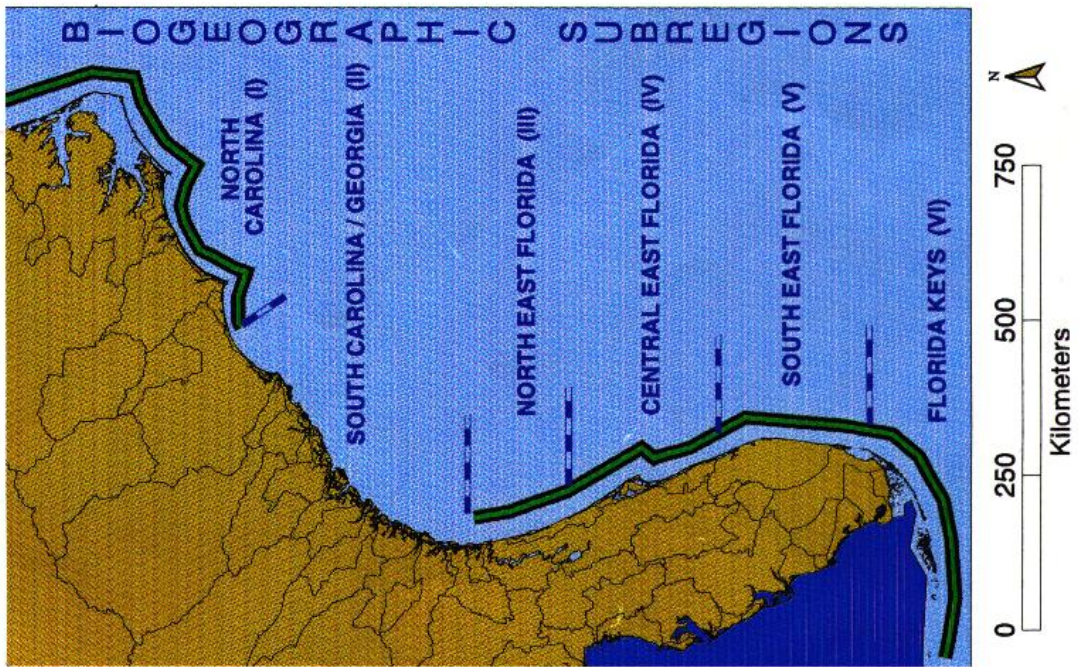 BIOGEOGRAPHIC SUBREGIONS
NORTH
CAROLINA (I)
SOUTH CAROLINA / GEORGIA (II)
NORTH EAST FLORIDA (III)
CENTRAL EAST FLORIDA (IV)
SOUTH EAST FLORIDA (V)
FLORIDA KEYS (VI)
N
0 250 500 750
Kilometers